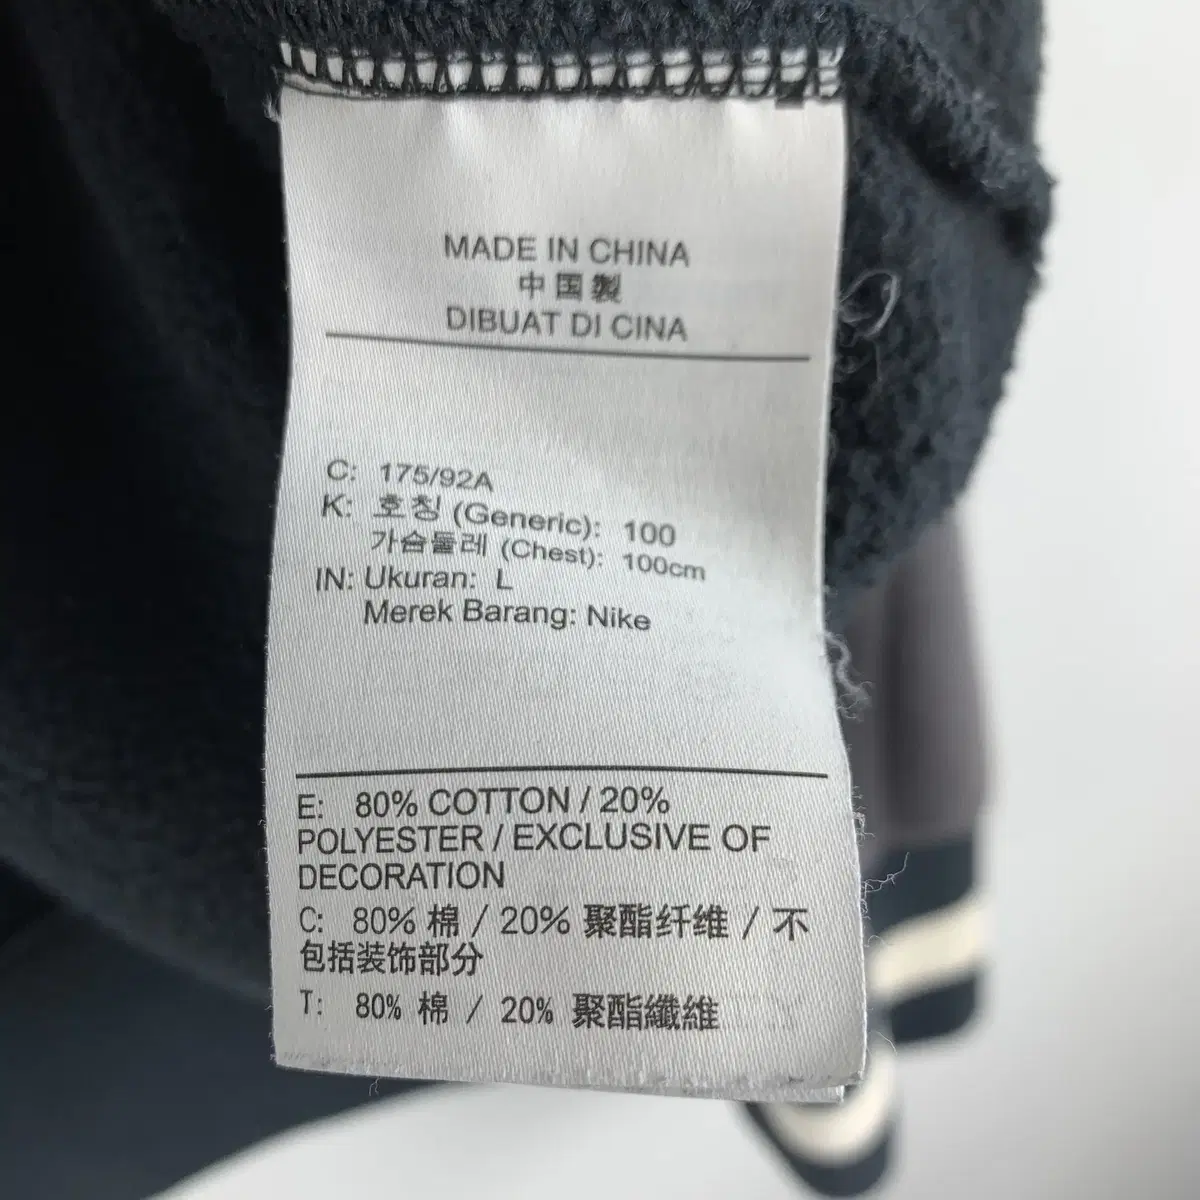 MADE IN CHINA
中国製
DIBUAT DI CINA
C: 175/92A
K: 호칭 (Generic): 100
가슴둘레 (Chest): 100cm
IN: Ukuran: L
Merek Barang: Nike
E: 80% COTTON / 20%
POLYESTER / EXCLUSIVE OF
DECORATION
C: 80% 棉 / 20% 聚酯纤维 / 不
包括装饰部分
T: 80% 棉 / 20% 聚酯纖維